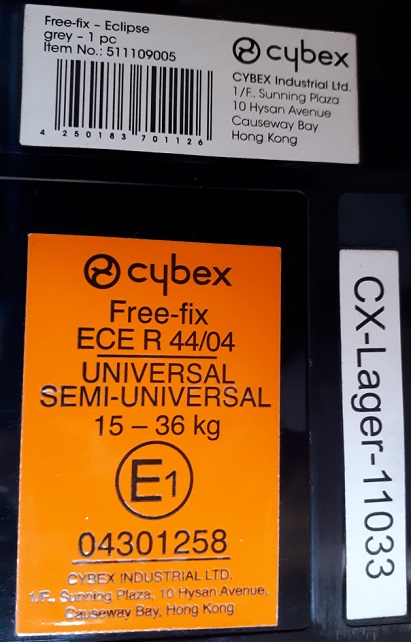 Free-fix - Eclipse
grey - 1 pc
Item No.: 511109005
4 250183 701126
cybex
CYBEX Industrial Ltd.
1/F., Sunning Plaza
10 Hysan Avenue
Causeway Bay
Hong Kong
cybex
Free-fix
ECE R 44/04
UNIVERSAL
SEMI-UNIVERSAL
15 – 36 kg
E1
04301258
CYBEX INDUSTRIAL LTD.
1/F., Sunning Plaza, 10 Hysan Avenue,
Causeway Bay, Hong Kong
CX-Lager-11033